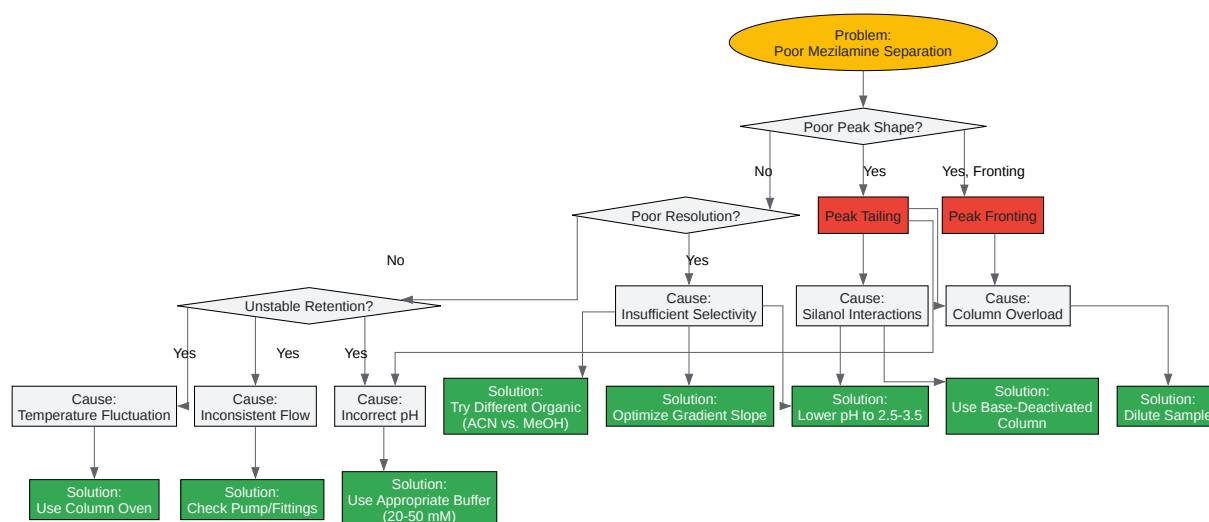 Problem:
Poor Mezilamine Separation
Poor Peak Shape?
No
Yes
Yes, Fronting
Poor Resolution?
Peak Tailing
Peak Fronting
No
Yes
Unstable Retention?
Cause:
Insufficient Selectivity
Cause:
Silanol Interactions
Cause:
Column Overload
Yes
Yes
Yes
Cause:
Temperature Fluctuation
Cause:
Inconsistent Flow
Cause:
Incorrect pH
Solution:
Try Different Organic
(ACN vs. MeOH)
Solution:
Optimize Gradient Slope
Solution:
Lower pH to 2.5-3.5
Solution:
Use Base-Deactivated
Column
Solution:
Dilute Sample
Solution:
Use Column Oven
Solution:
Check Pump/Fittings
Solution:
Use Appropriate Buffer
(20-50 mM)